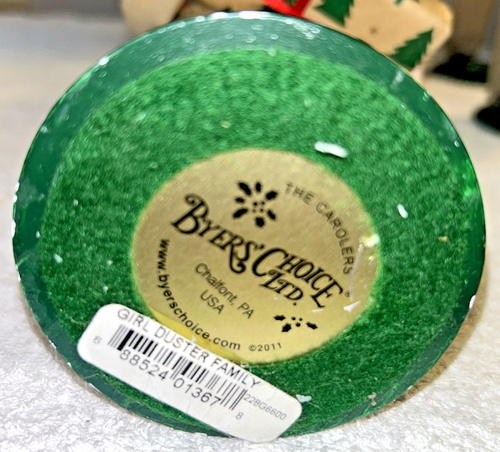 THE CAROLERS®
BYERS' CHOICE
LTD.
Chalfont, PA
USA
www.byerschoice.com ©2011
GIRL DUSTER FAMILY
6 88524 01367 8
228G6600